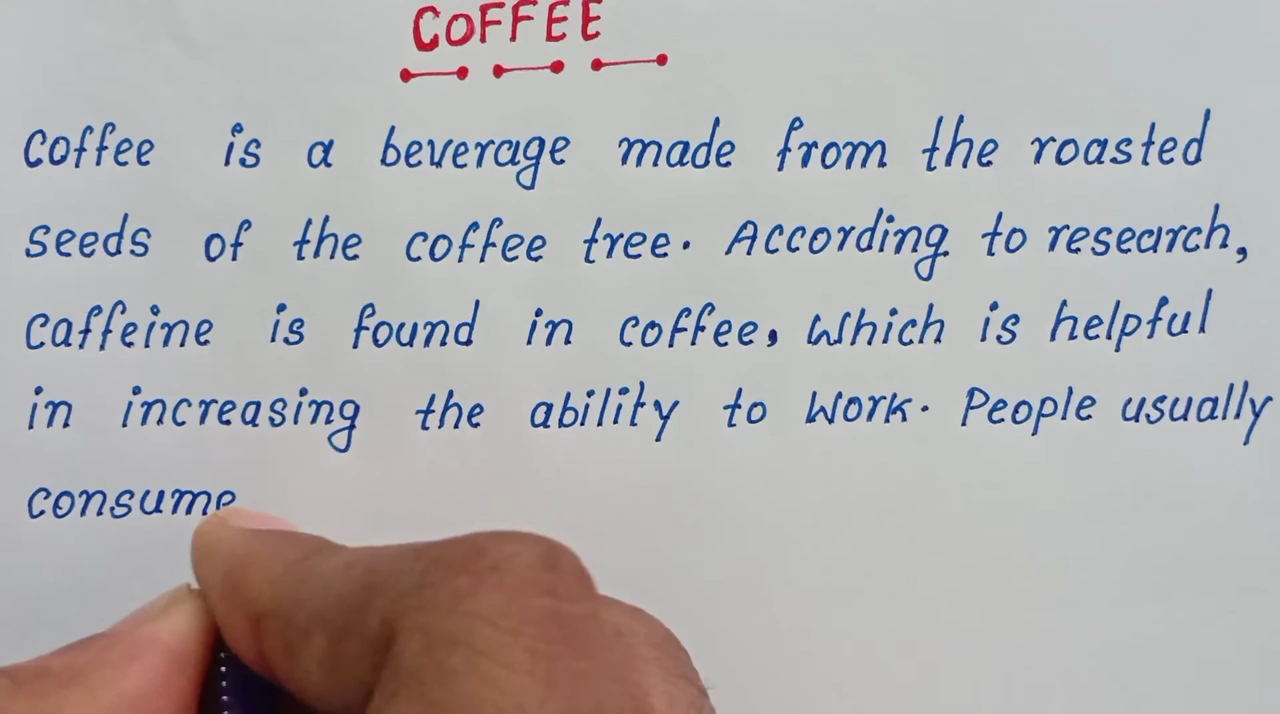 COFFEE
Coffee is a beverage made from the roasted
seeds of the coffee tree. According to research,
Caffeine is found in coffee, which is helpful
in increasing the ability to work. People usually
consume